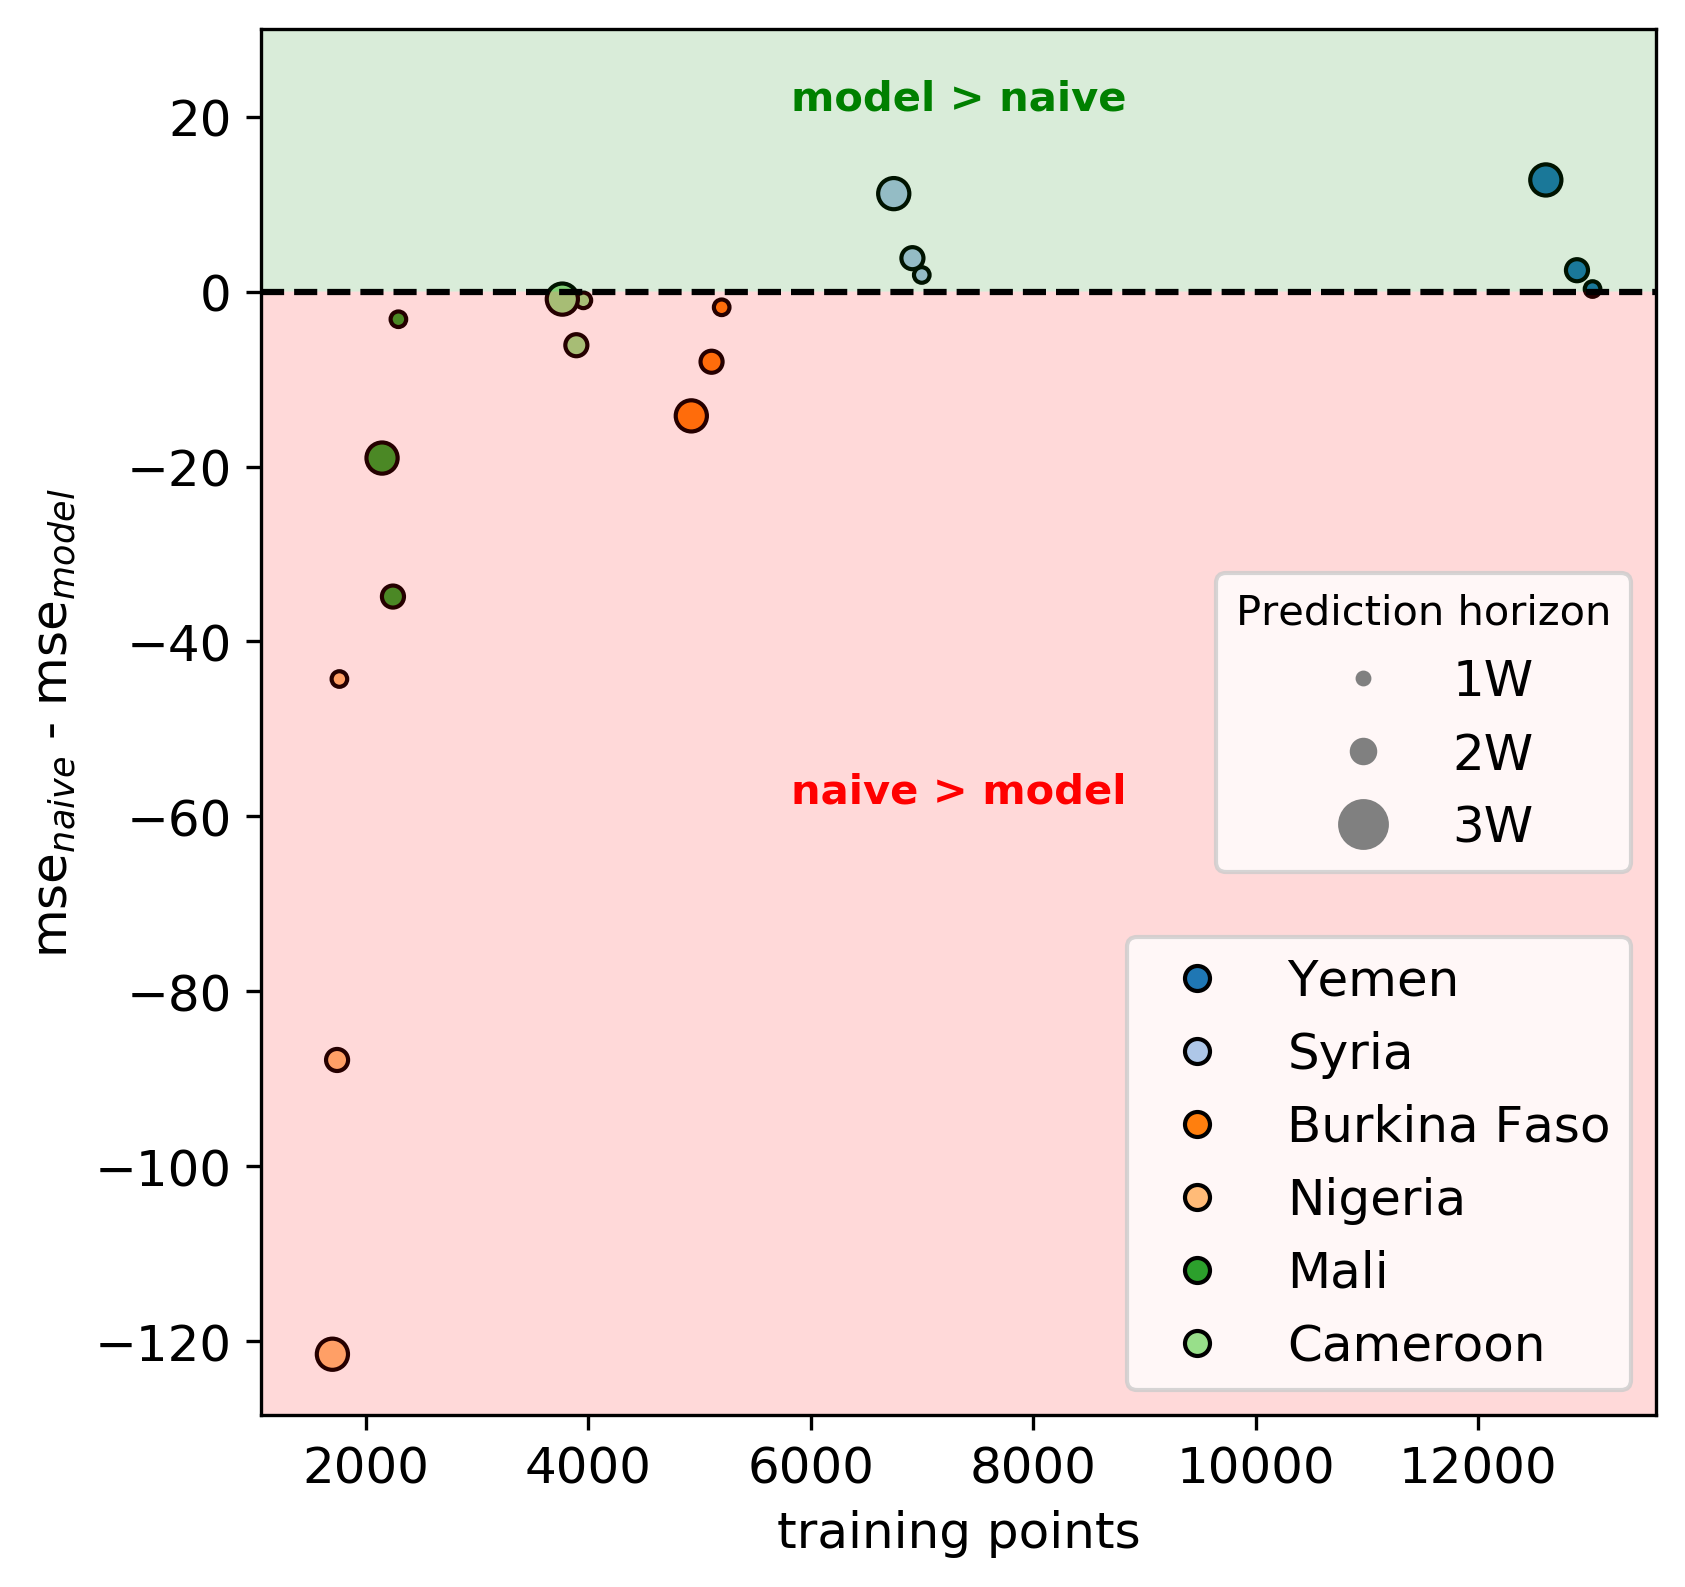 model > naive
20
0
−20
−40
−60
−80
−100
−120
mse_naive - mse_model
naive > model
Prediction horizon
1W
2W
3W
Yemen
Syria
Burkina Faso
Nigeria
Mali
Cameroon
2000 4000 6000 8000 10000 12000
training points